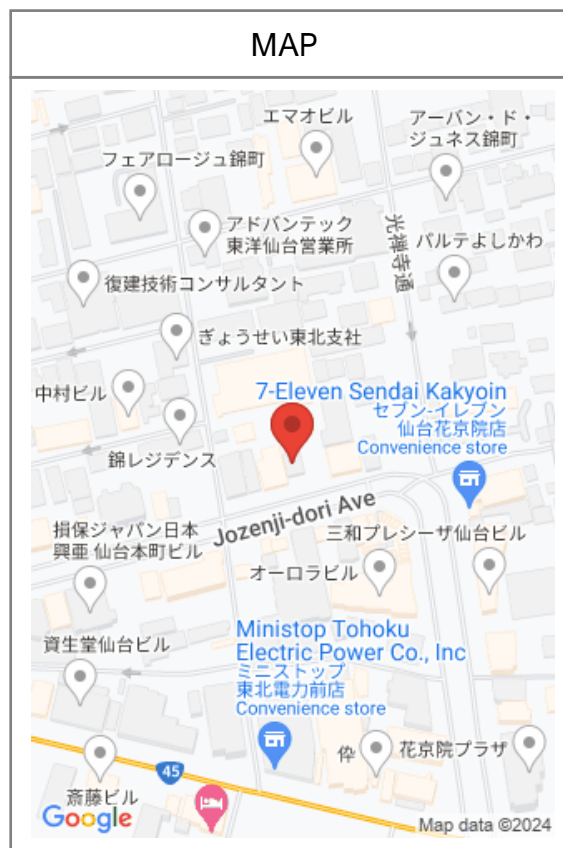 MAP
エマオビル
アーバン・ド・
ジュネス錦町
フェアロージュ錦町
アドバンテック
東洋仙台営業所
光禅寺通
パルテよしかわ
復建技術コンサルタント
ぎょうせい東北支社
中村ビル
7-Eleven Sendai Kakyoin
セブン-イレブン
仙台花京院店
Convenience store
錦レジデンス
Jozenji-dori Ave
損保ジャパン日本
興亜 仙台本町ビル
三和プレシーザ仙台ビル
オーロラビル
Ministop Tohoku
Electric Power Co., Inc
ミニストップ
東北電力前店
Convenience store
資生堂仙台ビル
伜
花京院プラザ
45
斎藤ビル
Google
Map data ©2024